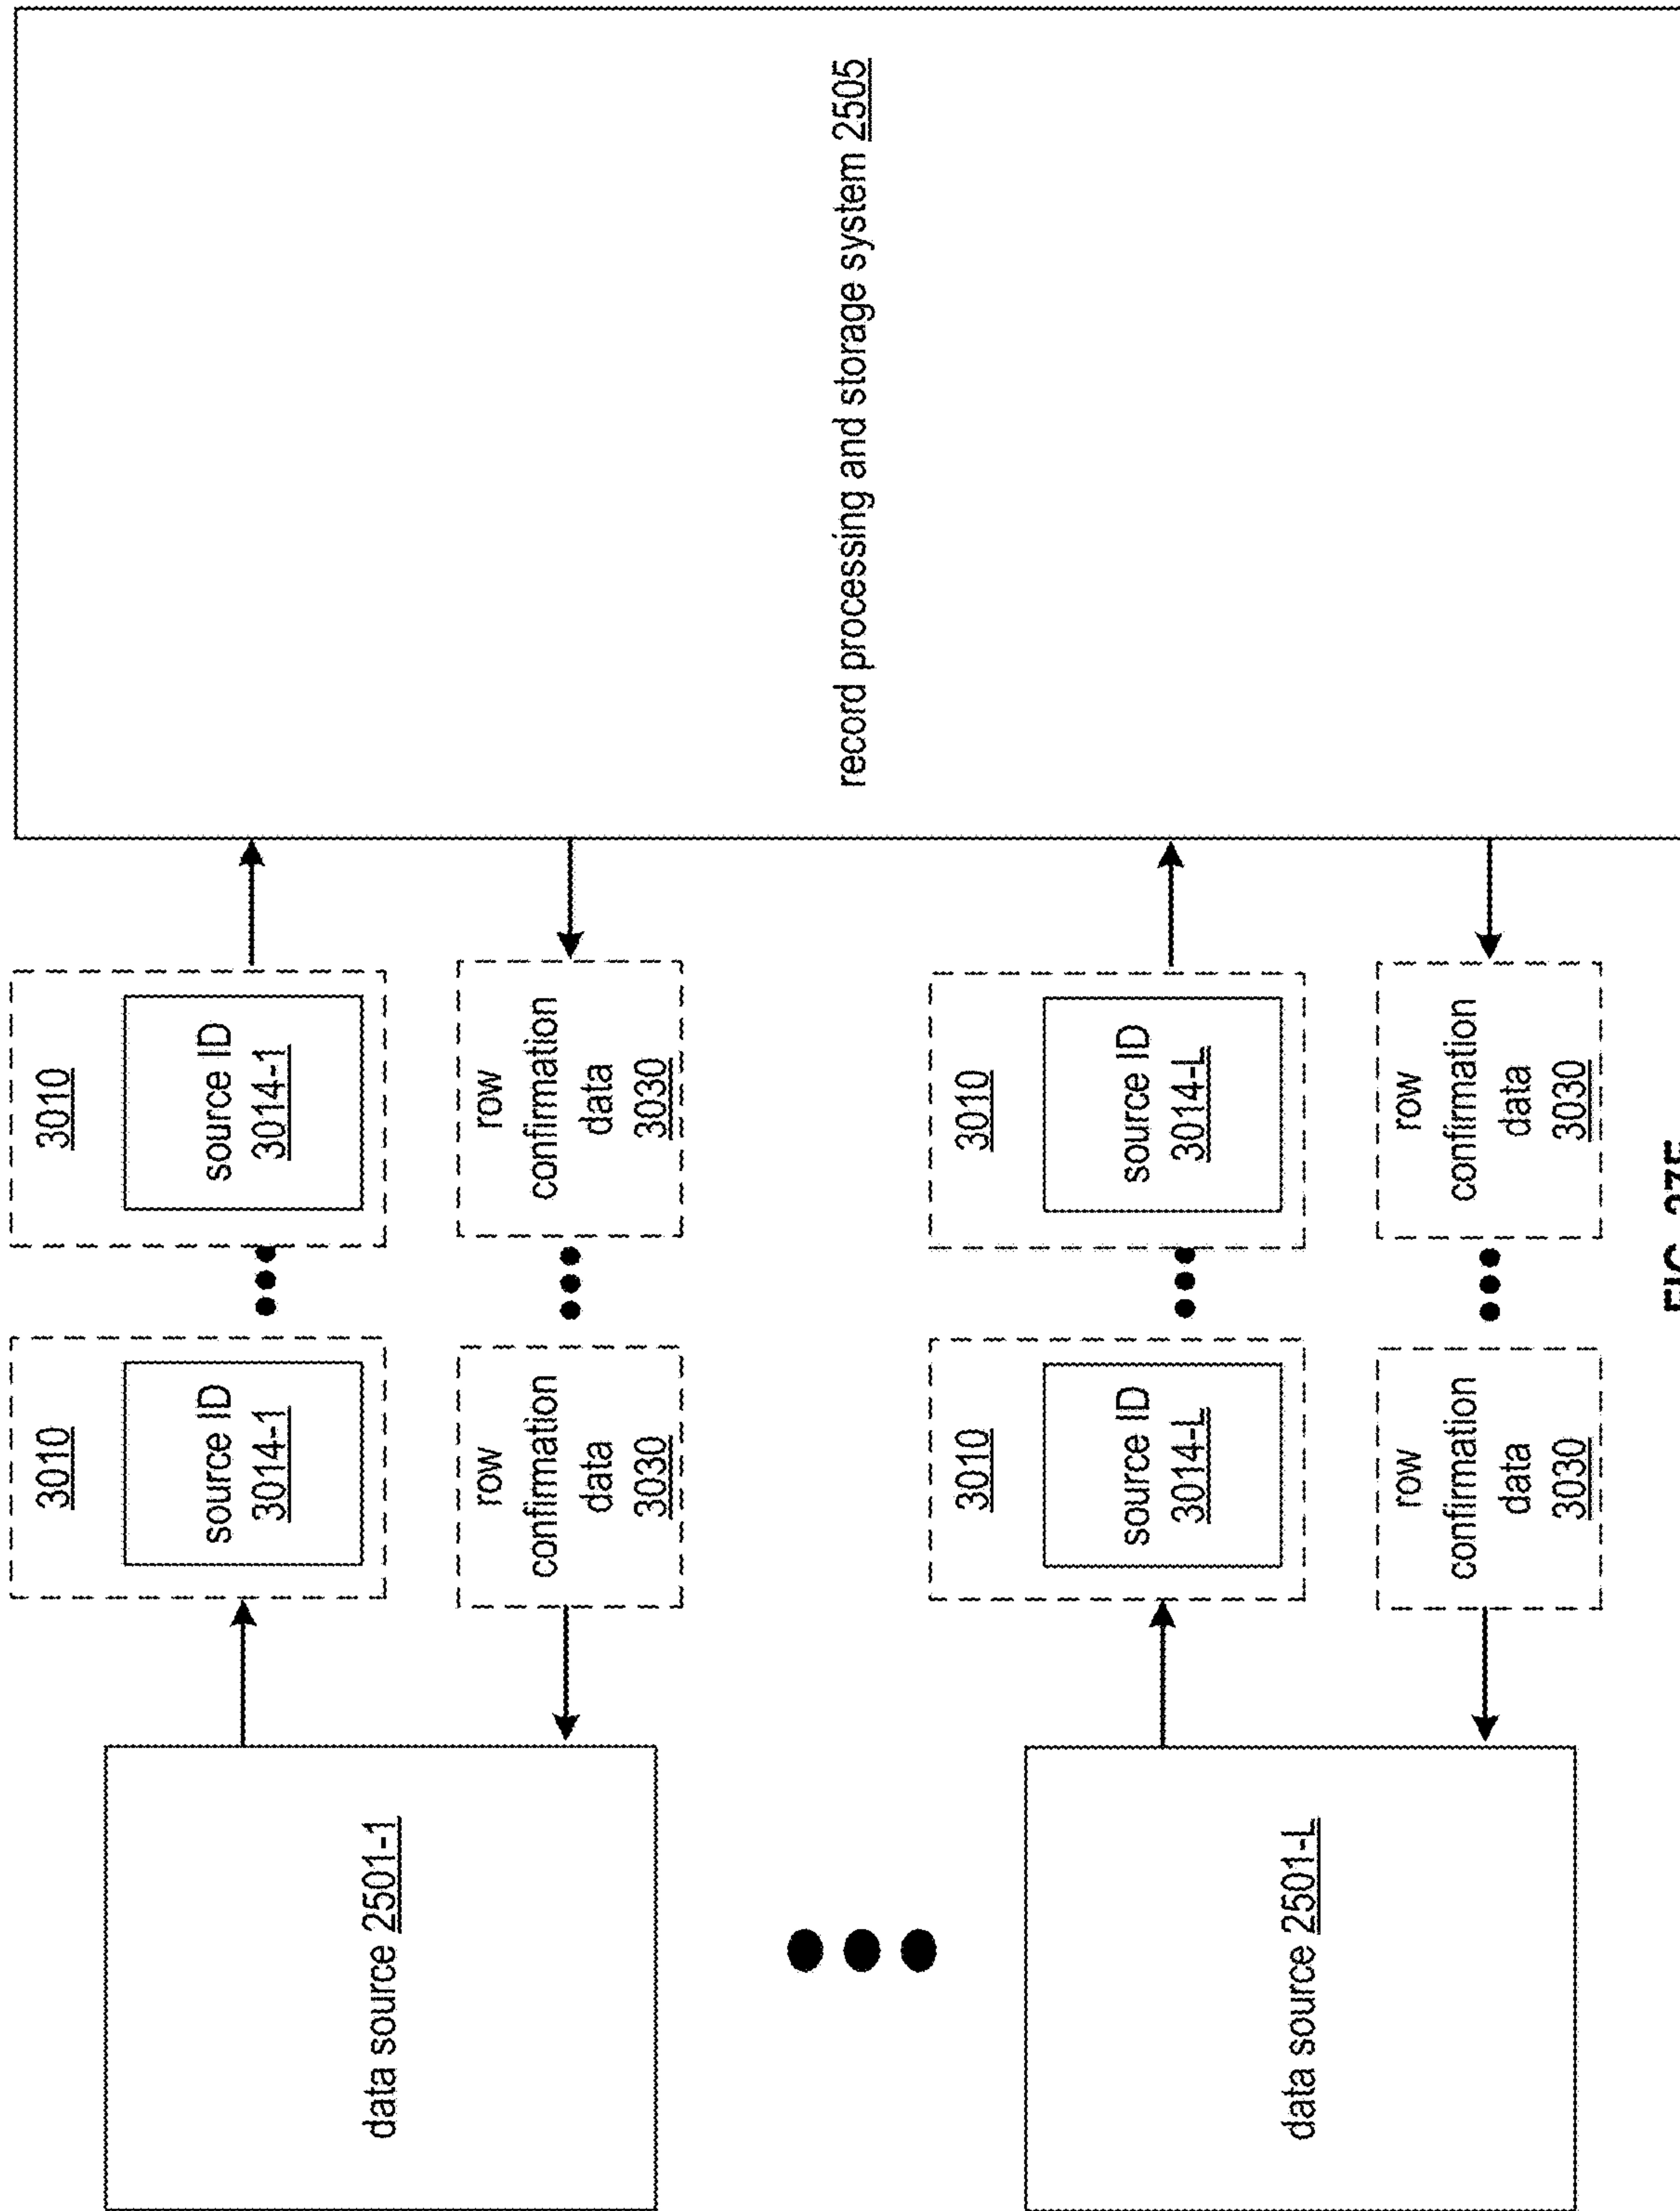 data source 2501-1
3010
source ID
3014-1
3010
source ID
3014-1
row
confirmation
data
3030
row
confirmation
data
3030
record processing and storage system 2505
data source 2501-L
3010
source ID
3014-L
3010
source ID
3014-L
row
confirmation
data
3030
row
confirmation
data
3030
FIG.